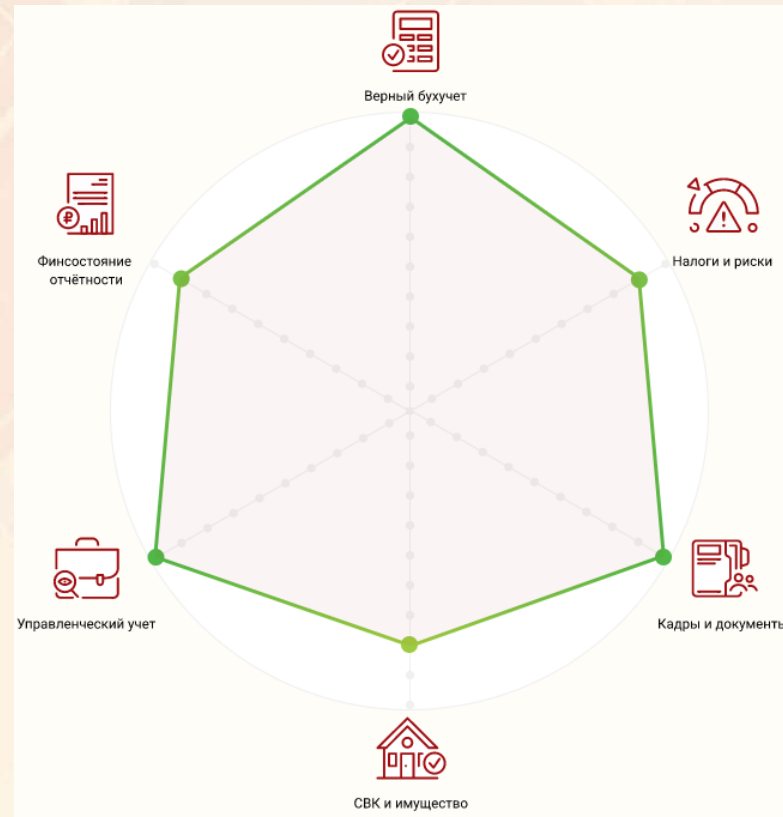 Верный бухучет
Финсостояние
отчётности
Налоги и риски
Управленческий учет
Кадры и документы
СВК и имущество